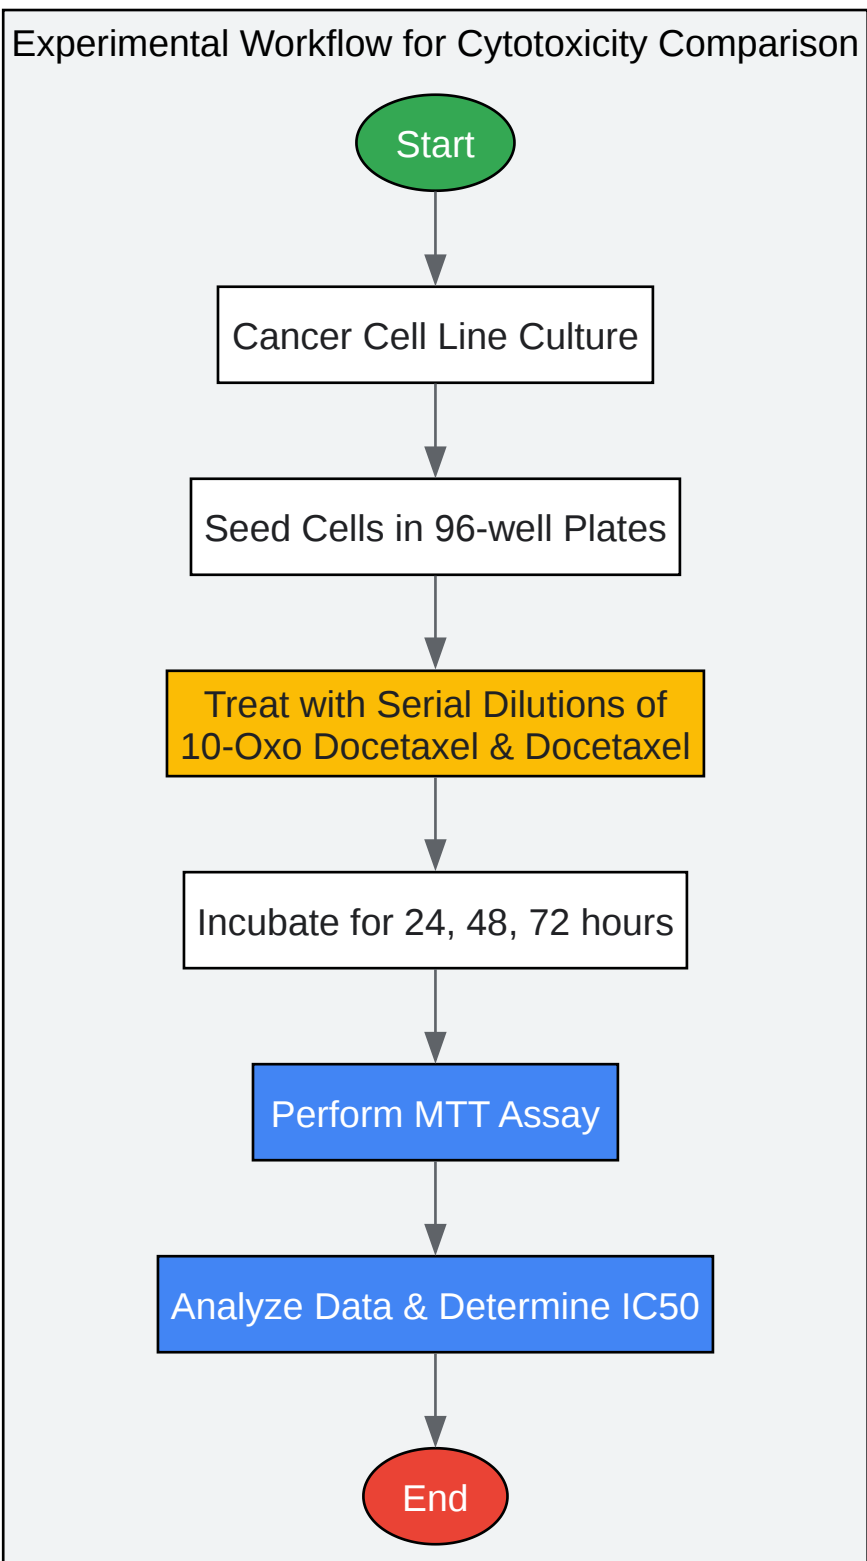 Experimental Workflow for Cytotoxicity Comparison
Start
Cancer Cell Line Culture
Seed Cells in 96-well Plates
Treat with Serial Dilutions of
10-Oxo Docetaxel & Docetaxel
Incubate for 24, 48, 72 hours
Perform MTT Assay
Analyze Data & Determine IC50
End